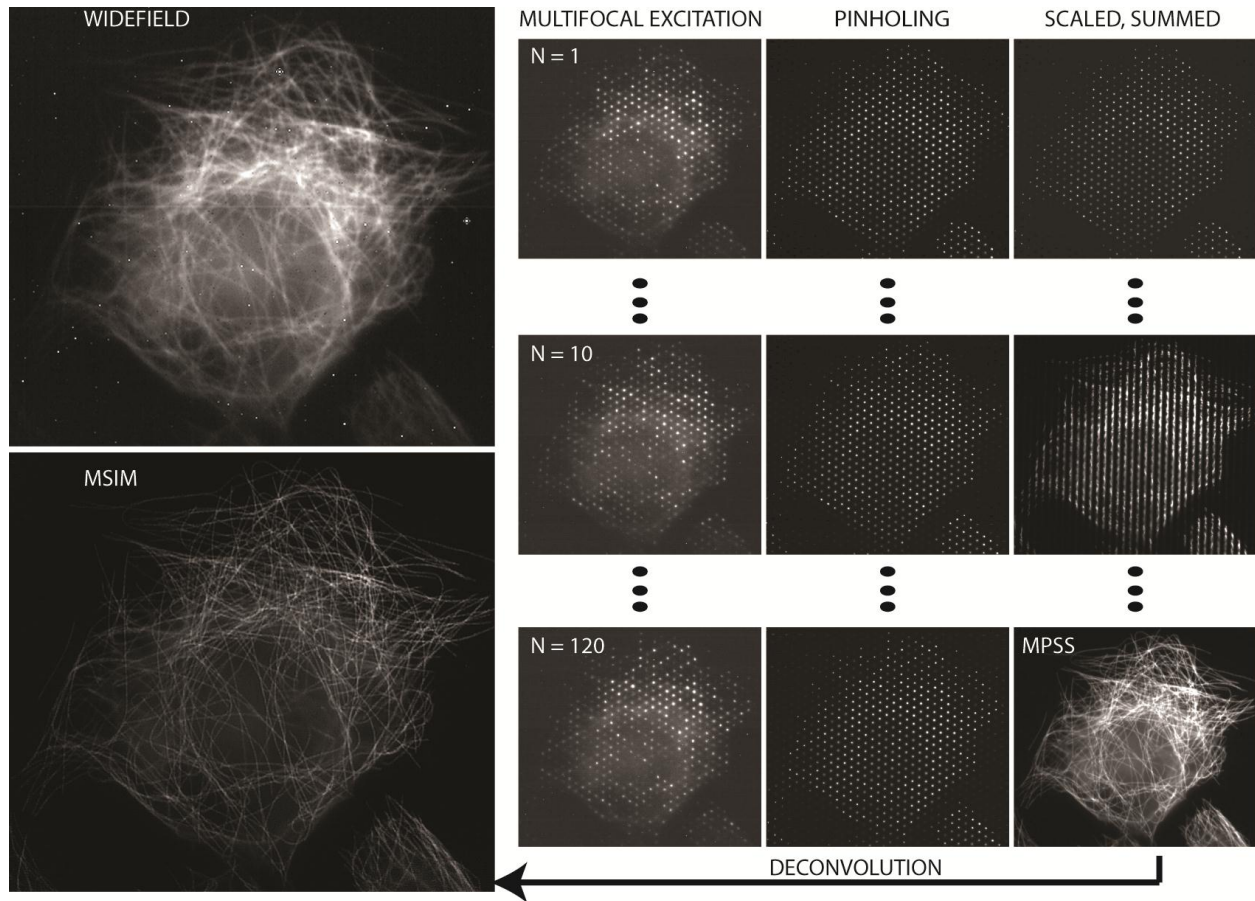 WIDEFIELD
MULTIFOCAL EXCITATION
PINHOLING
SCALED, SUMMED
N = 1
N = 10
MSIM
N = 120
MPSS
DECONVOLUTION